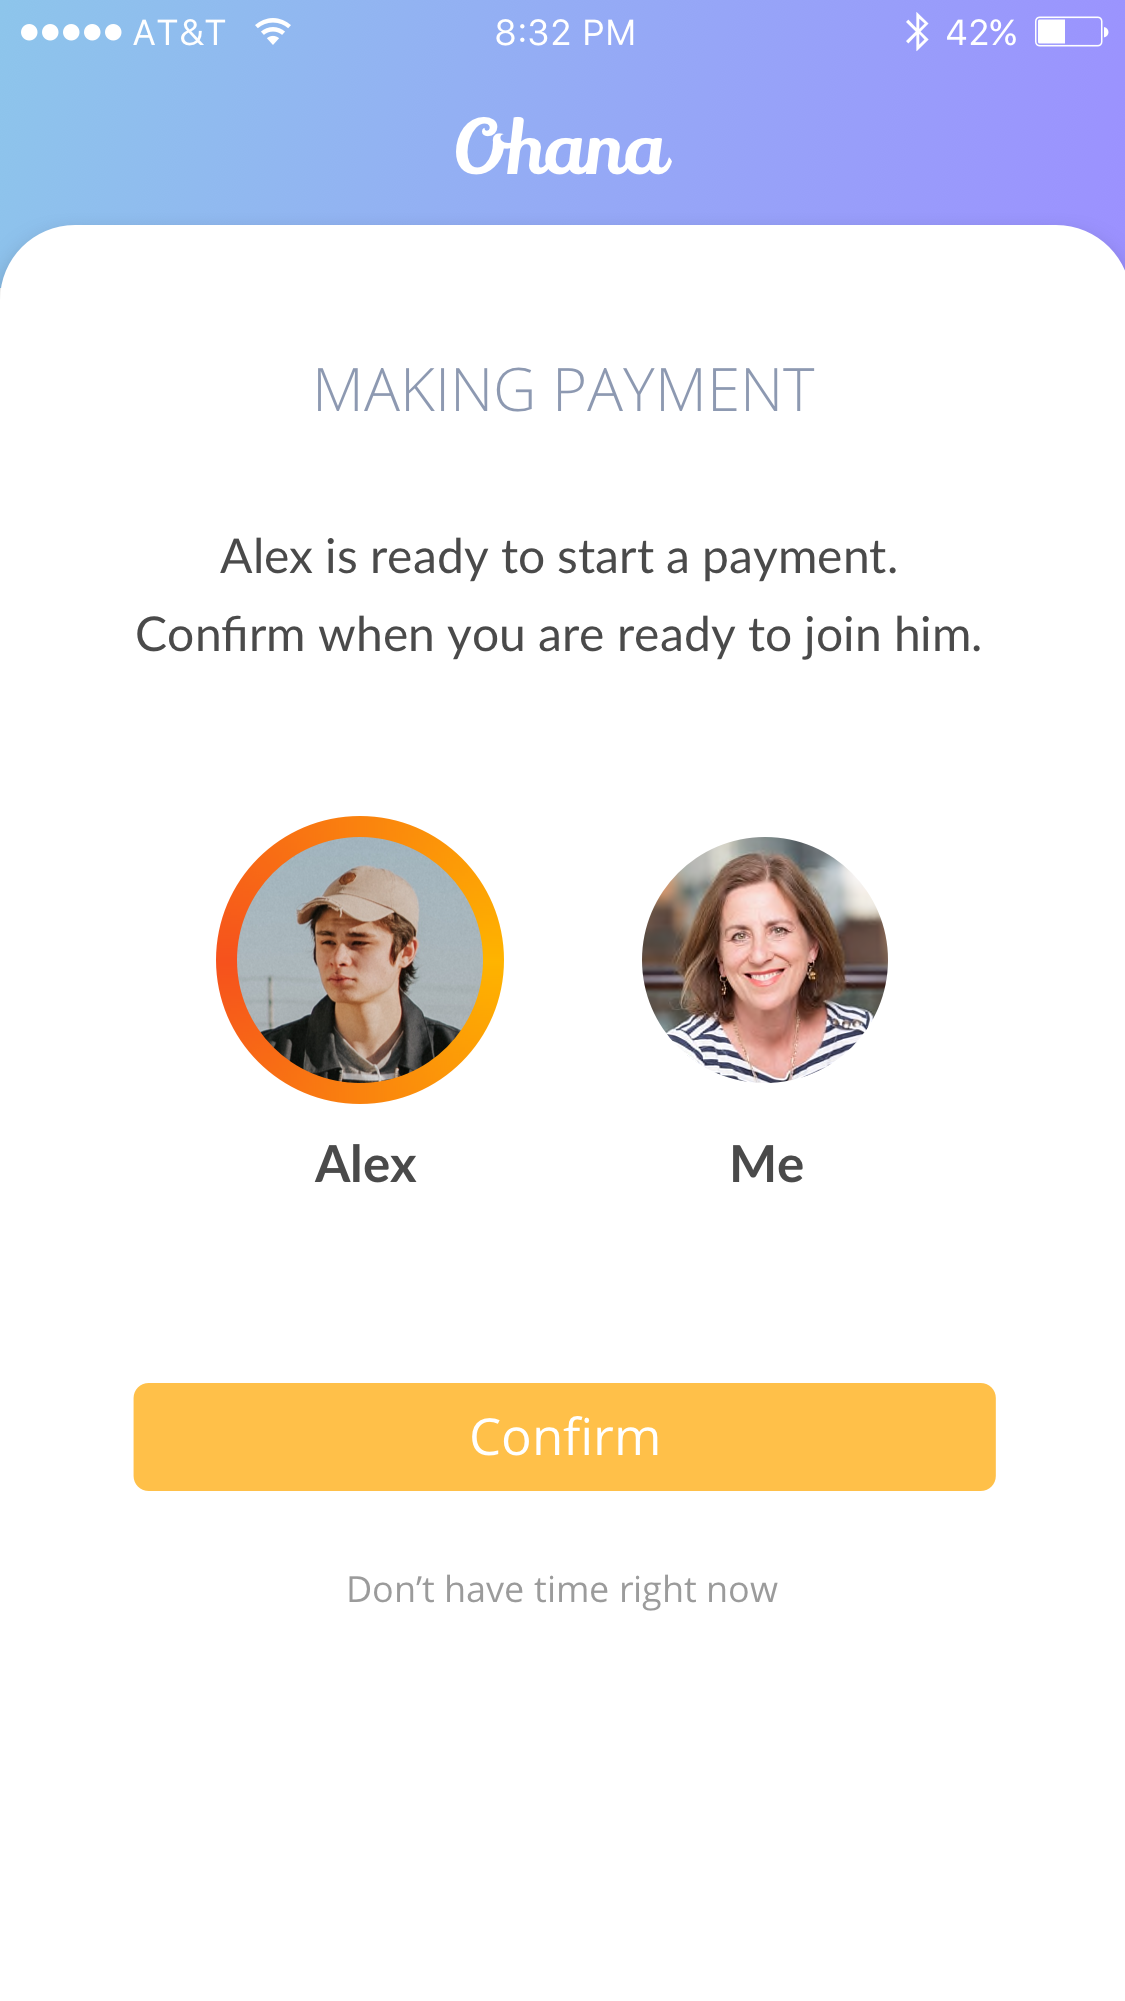 AT&T 8:32 PM 42%
Ohana
MAKING PAYMENT
Alex is ready to start a payment.
Confirm when you are ready to join him.
Alex Me
Confirm
Don’t have time right now